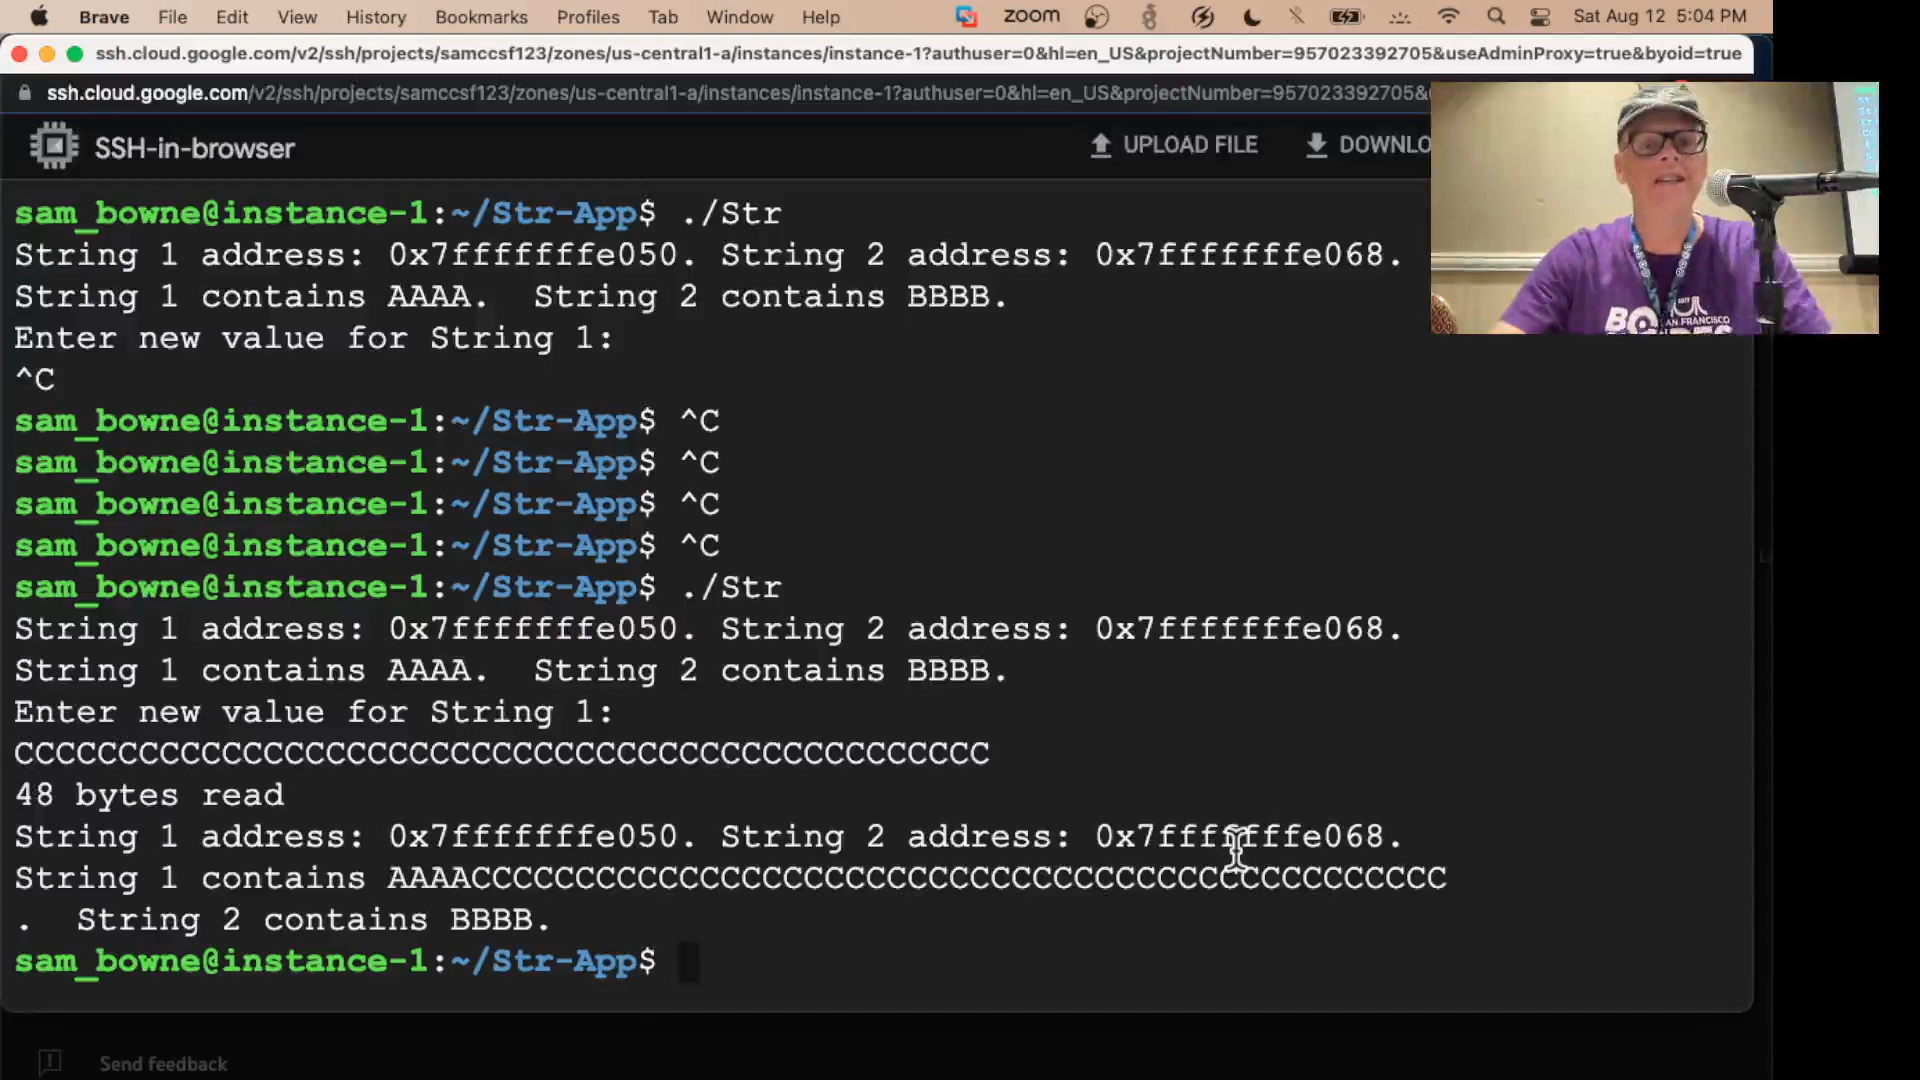 Brave File Edit View History Bookmarks Profiles Tab Window Help zoom Sat Aug 12 5:04 PM
ssh.cloud.google.com/v2/ssh/projects/samccsf123/zones/us-central1-a/instances/instance-1?authuser=0&hl=en_US&projectNumber=957023392705&useAdminProxy=true&byoid=true
ssh.cloud.google.com/v2/ssh/projects/samccsf123/zones/us-central1-a/instances/instance-1?authuser=0&hl=en_US&projectNumber=957023392705&
SSH-in-browser UPLOAD FILE DOWNLO
sam_bowne@instance-1:~/Str-App$ ./Str
String 1 address: 0x7fffffffe050. String 2 address: 0x7fffffffe068.
String 1 contains AAAA.  String 2 contains BBBB.
Enter new value for String 1:
^C
sam_bowne@instance-1:~/Str-App$ ^C
sam_bowne@instance-1:~/Str-App$ ^C
sam_bowne@instance-1:~/Str-App$ ^C
sam_bowne@instance-1:~/Str-App$ ^C
sam_bowne@instance-1:~/Str-App$ ./Str
String 1 address: 0x7fffffffe050. String 2 address: 0x7fffffffe068.
String 1 contains AAAA.  String 2 contains BBBB.
Enter new value for String 1:
CCCCCCCCCCCCCCCCCCCCCCCCCCCCCCCCCCCCCCCCCCCCCCC
48 bytes read
String 1 address: 0x7fffffffe050. String 2 address: 0x7fffffffe068.
String 1 contains AAAACCCCCCCCCCCCCCCCCCCCCCCCCCCCCCCCCCCCCCCCCCCCCCC
.  String 2 contains BBBB.
sam_bowne@instance-1:~/Str-App$
Send feedback